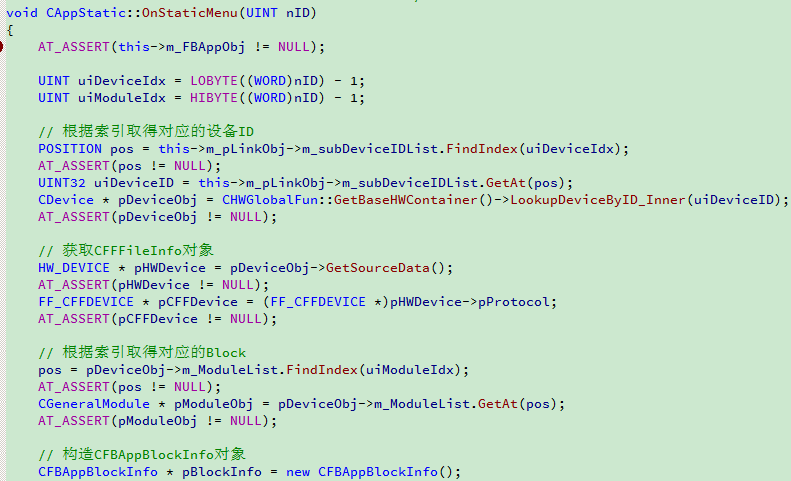 void CAppStatic::OnStaticMenu(UINT nID)
{
AT_ASSERT(this->m_FBAppObj != NULL);
UINT uiDeviceIdx = LOBYTE((WORD)nID) - 1;
UINT uiModuleIdx = HIBYTE((WORD)nID) - 1;
// 根据索引取得对应的设备ID
POSITION pos = this->m_pLinkObj->m_subDeviceIDList.FindIndex(uiDeviceIdx);
AT_ASSERT(pos != NULL);
UINT32 uiDeviceID = this->m_pLinkObj->m_subDeviceIDList.GetAt(pos);
CDevice * pDeviceObj = CHWGlobalFun::GetBaseHWContainer()->LookupDeviceByID_Inner(uiDeviceID);
AT_ASSERT(pDeviceObj != NULL);
// 获取CFFFileInfo对象
HW_DEVICE * pHWDevice = pDeviceObj->GetSourceData();
AT_ASSERT(pHWDevice != NULL);
FF_CFFDEVICE * pCFFDevice = (FF_CFFDEVICE *)pHWDevice->pProtocol;
AT_ASSERT(pCFFDevice != NULL);
// 根据索引取得对应的Block
pos = pDeviceObj->m_ModuleList.FindIndex(uiModuleIdx);
AT_ASSERT(pos != NULL);
CGeneralModule * pModuleObj = pDeviceObj->m_ModuleList.GetAt(pos);
AT_ASSERT(pModuleObj != NULL);
// 构造CFBAppBlockInfo对象
CFBAppBlockInfo * pBlockInfo = new CFBAppBlockInfo();